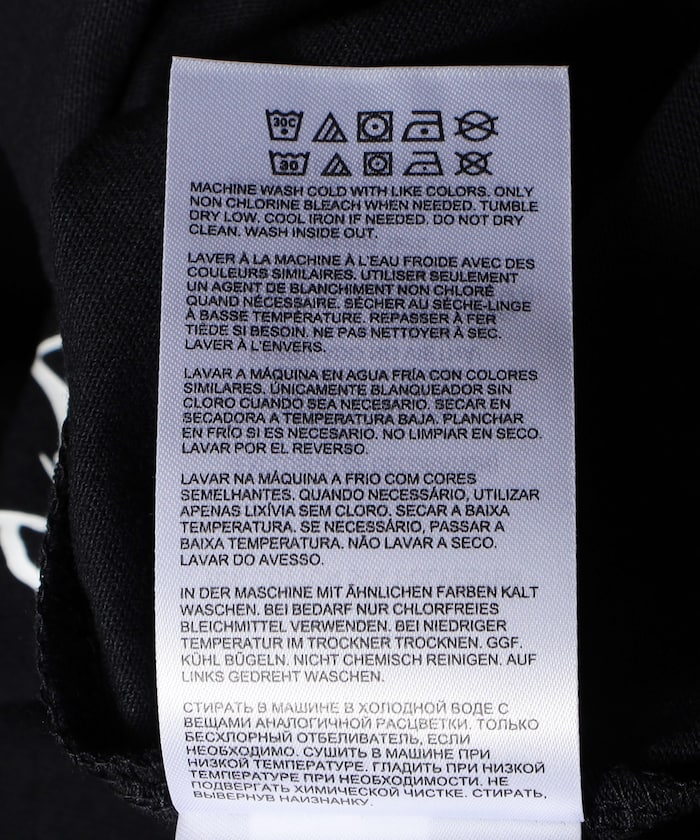 30C
30
MACHINE WASH COLD WITH LIKE COLORS. ONLY
NON CHLORINE BLEACH WHEN NEEDED. TUMBLE
DRY LOW. COOL IRON IF NEEDED. DO NOT DRY
CLEAN. WASH INSIDE OUT.
LAVER À LA MACHINE À L'EAU FROIDE AVEC DES
COULEURS SIMILAIRES. UTILISER SEULEMENT
UN AGENT DE BLANCHIMENT NON CHLORÉ
QUAND NÉCESSAIRE. SÉCHER AU SÈCHE-LINGE
À BASSE TEMPÉRATURE. REPASSER À FER
TIÈDE SI BESOIN. NE PAS NETTOYER À SEC.
LAVER À L'ENVERS.
LAVAR A MÁQUINA EN AGUA FRÍA CON COLORES
SIMILARES. ÚNICAMENTE BLANQUEADOR SIN
CLORO CUANDO SEA NECESARIO. SECAR EN
SECADORA A TEMPERATURA BAJA. PLANCHAR
EN FRÍO SI ES NECESARIO. NO LIMPIAR EN SECO.
LAVAR POR EL REVERSO.
LAVAR NA MÁQUINA A FRIO COM CORES
SEMELHANTES. QUANDO NECESSÁRIO, UTILIZAR
APENAS LIXÍVIA SEM CLORO. SECAR A BAIXA
TEMPERATURA. SE NECESSÁRIO, PASSAR A
BAIXA TEMPERATURA. NÃO LAVAR A SECO.
LAVAR DO AVESSO.
IN DER MASCHINE MIT ÄHNLICHEN FARBEN KALT
WASCHEN. BEI BEDARF NUR CHLORFREIES
BLEICHMITTEL VERWENDEN. BEI NIEDRIGER
TEMPERATUR IM TROCKNER TROCKNEN. GGF.
KÜHL BÜGELN. NICHT CHEMISCH REINIGEN. AUF
LINKS GEDREHT WASCHEN.
СТИРАТЬ В МАШИНЕ В ХОЛОДНОЙ ВОДЕ С
ВЕЩАМИ АНАЛОГИЧНОЙ РАСЦВЕТКИ. ТОЛЬКО
БЕСХЛОРНЫЙ ОТБЕЛИВАТЕЛЬ, ЕСЛИ
НЕОБХОДИМО. СУШИТЬ В МАШИНЕ ПРИ
НИЗКОЙ ТЕМПЕРАТУРЕ. ГЛАДИТЬ ПРИ НИЗКОЙ
ТЕМПЕРАТУРЕ ПРИ НЕОБХОДИМОСТИ. НЕ
ПОДВЕРГАТЬ ХИМИЧЕСКОЙ ЧИСТКЕ. СТИРАТЬ,
ВЫВЕРНУВ НАИЗНАНКУ.